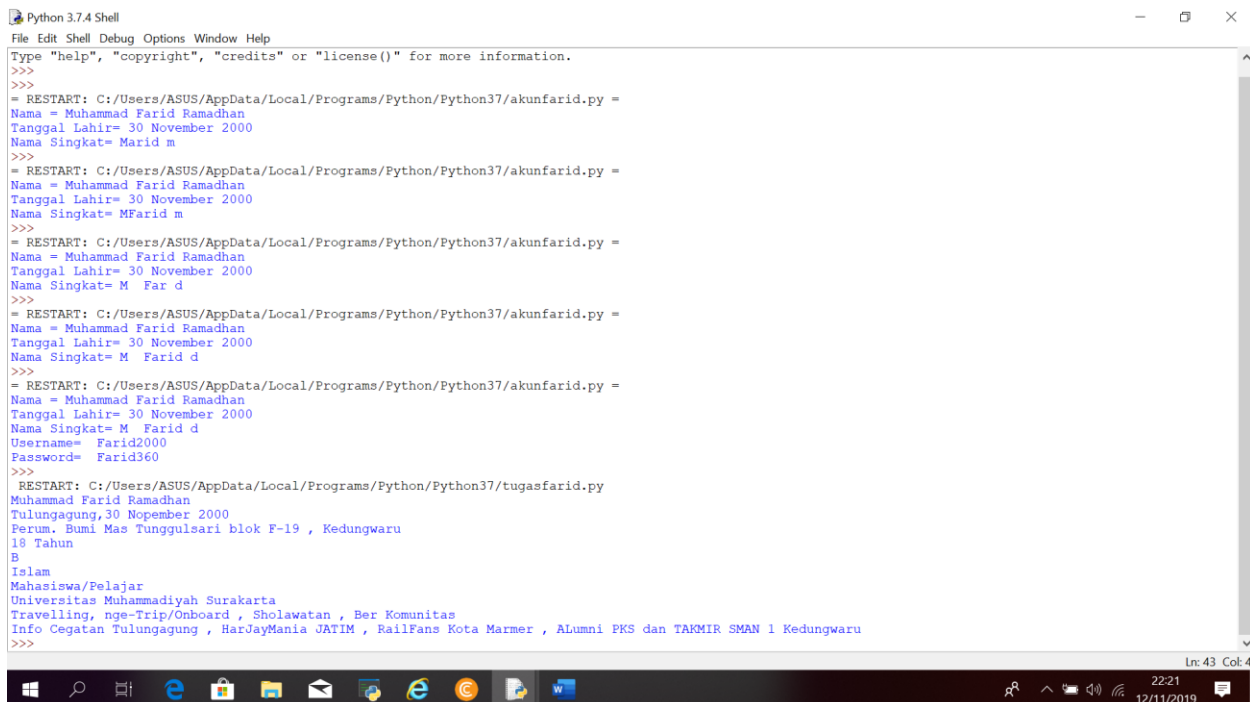 Python 3.7.4 Shell
File Edit Shell Debug Options Window Help
Type "help", "copyright", "credits" or "license()" for more information.
>>>
>>>
= RESTART: C:/Users/ASUS/AppData/Local/Programs/Python/Python37/akunfarid.py =
Nama = Muhammad Farid Ramadhan
Tanggal Lahir= 30 November 2000
Nama Singkat= Marid m
>>>
= RESTART: C:/Users/ASUS/AppData/Local/Programs/Python/Python37/akunfarid.py =
Nama = Muhammad Farid Ramadhan
Tanggal Lahir= 30 November 2000
Nama Singkat= MFarid m
>>>
= RESTART: C:/Users/ASUS/AppData/Local/Programs/Python/Python37/akunfarid.py =
Nama = Muhammad Farid Ramadhan
Tanggal Lahir= 30 November 2000
Nama Singkat= M  Far d
>>>
= RESTART: C:/Users/ASUS/AppData/Local/Programs/Python/Python37/akunfarid.py =
Nama = Muhammad Farid Ramadhan
Tanggal Lahir= 30 November 2000
Nama Singkat= M  Farid d
>>>
= RESTART: C:/Users/ASUS/AppData/Local/Programs/Python/Python37/akunfarid.py =
Nama = Muhammad Farid Ramadhan
Tanggal Lahir= 30 November 2000
Nama Singkat= M  Farid d
Username=  Farid2000
Password=  Farid360
>>>
 RESTART: C:/Users/ASUS/AppData/Local/Programs/Python/Python37/tugasfarid.py
Muhammad Farid Ramadhan
Tulungagung,30 Nopember 2000
Perum. Bumi Mas Tunggulsari blok F-19 , Kedungwaru
18 Tahun
B
Islam
Mahasiswa/Pelajar
Universitas Muhammadiyah Surakarta
Travelling, nge-Trip/Onboard , Sholawatan , Ber Komunitas
Info Cegatan Tulungagung , HarJayMania JATIM , RailFans Kota Marmer , ALumni PKS dan TAKMIR SMAN 1 Kedungwaru
>>>
Ln: 43 Col: 4
22:21
12/11/2019